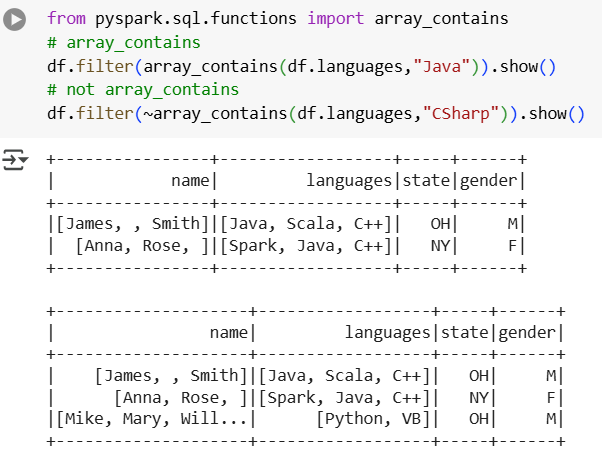 from pyspark.sql.functions import array_contains
# array_contains
df.filter(array_contains(df.languages,"Java")).show()
# not array_contains
df.filter(~array_contains(df.languages,"CSharp")).show()
+----------------+------------------+-----+------+
|            name|         languages|state|gender|
+----------------+------------------+-----+------+
|[James, , Smith]|[Java, Scala, C++]|   OH|     M|
|  [Anna, Rose, ]|[Spark, Java, C++]|   NY|     F|
+----------------+------------------+-----+------+
+--------------------+------------------+-----+------+
|                name|         languages|state|gender|
+--------------------+------------------+-----+------+
|    [James, , Smith]|[Java, Scala, C++]|   OH|     M|
|      [Anna, Rose, ]|[Spark, Java, C++]|   NY|     F|
|[Mike, Mary, Will...|      [Python, VB]|   OH|     M|
+--------------------+------------------+-----+------+